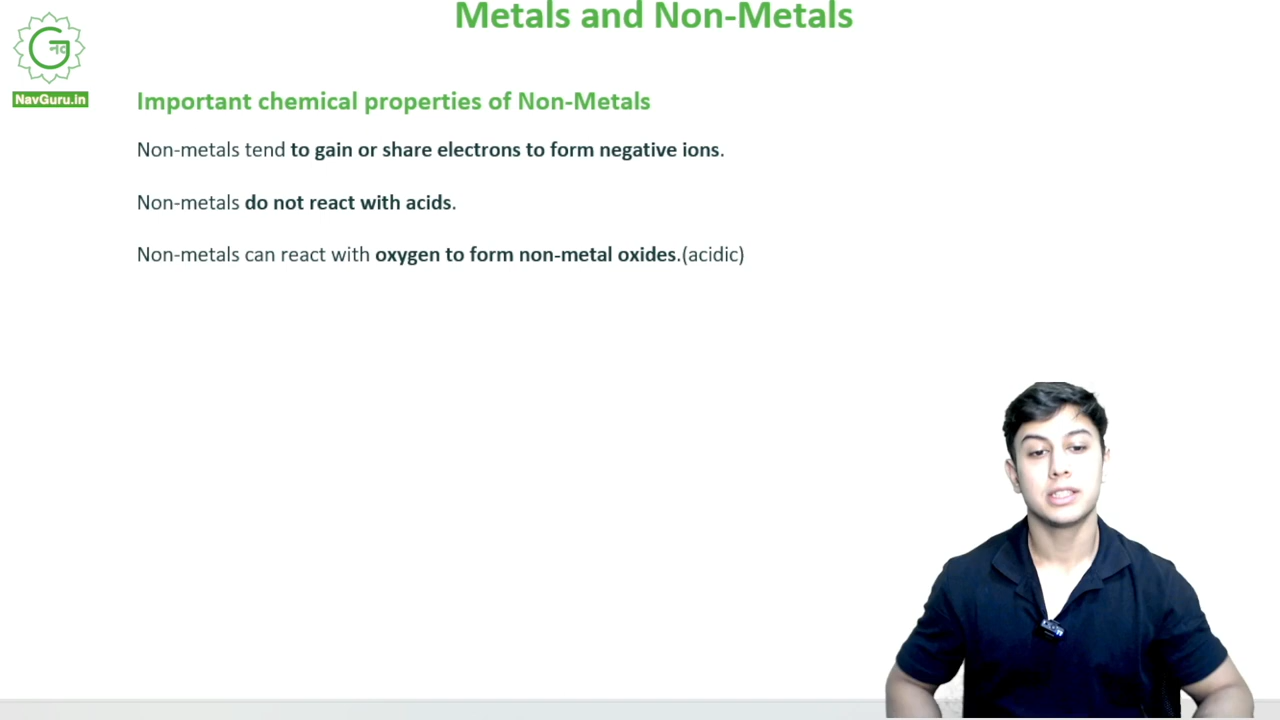 Metals and Non-Metals
नव
NavGuru.in
Important chemical properties of Non-Metals
Non-metals tend to gain or share electrons to form negative ions.
Non-metals do not react with acids.
Non-metals can react with oxygen to form non-metal oxides.(acidic)